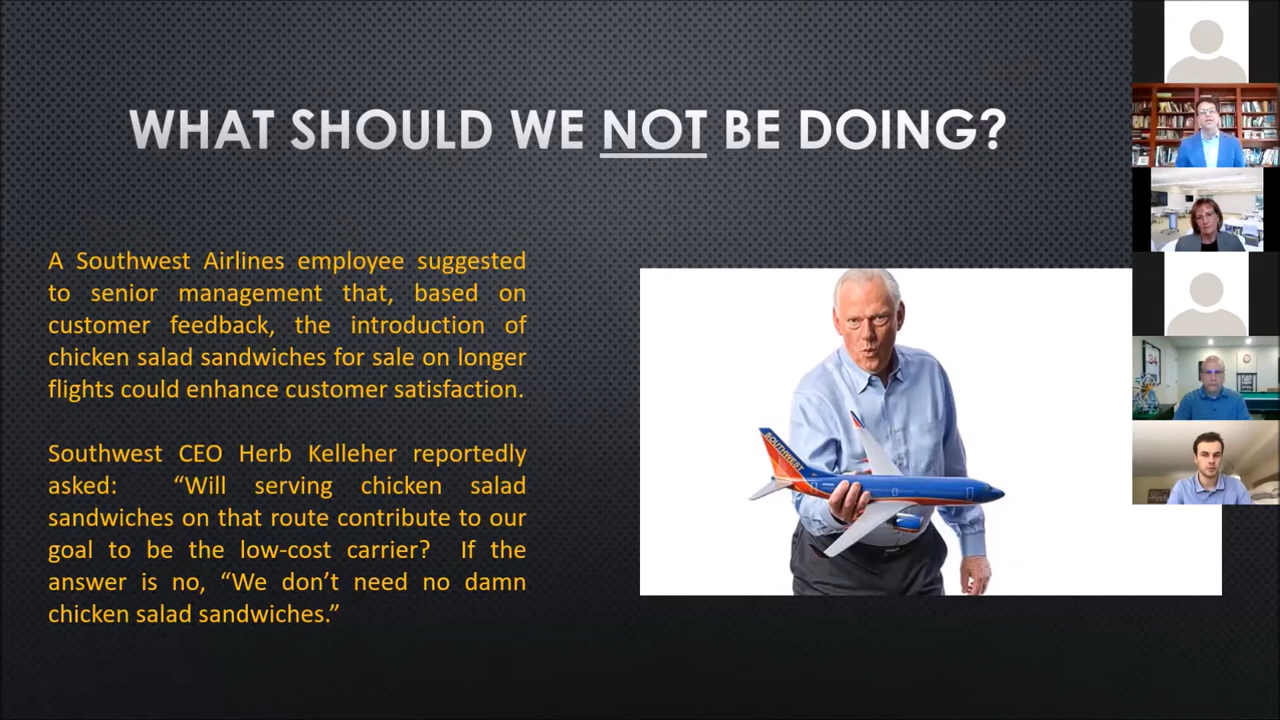 WHAT SHOULD WE NOT BE DOING?
A Southwest Airlines employee suggested
to senior management that, based on
customer feedback, the introduction of
chicken salad sandwiches for sale on longer
flights could enhance customer satisfaction.
Southwest CEO Herb Kelleher reportedly
asked: “Will serving chicken salad
sandwiches on that route contribute to our
goal to be the low-cost carrier? If the
answer is no, “We don’t need no damn
chicken salad sandwiches.”
SOUTHWEST